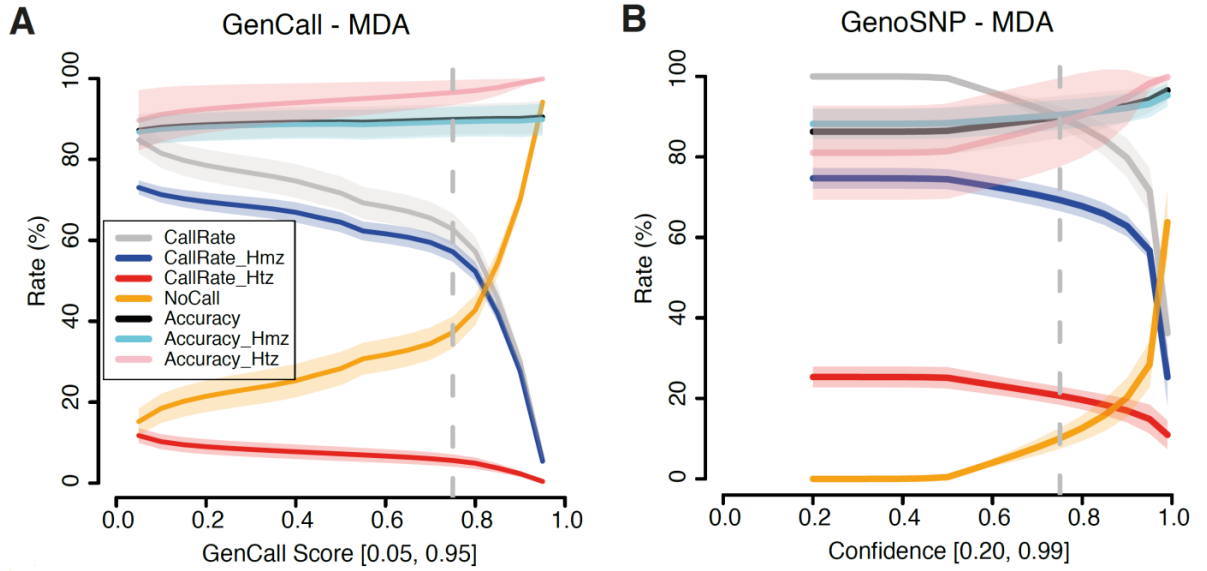 A
GenCall - MDA
Rate (%)
100
80
60
40
20
0
CallRate
CallRate_Hmz
CallRate_Htz
NoCall
Accuracy
Accuracy_Hmz
Accuracy_Htz
0.0 0.2 0.4 0.6 0.8 1.0
GenCall Score [0.05, 0.95]
B
GenoSNP - MDA
Rate (%)
100
80
60
40
20
0
0.0 0.2 0.4 0.6 0.8 1.0
Confidence [0.20, 0.99]